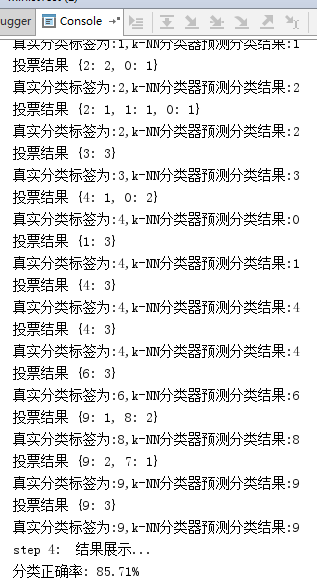 ugger
Console
真实分类标签为:1,k-NN分类器预测分类结果:1
投票结果 {2: 2, 0: 1}
真实分类标签为:2,k-NN分类器预测分类结果:2
投票结果 {2: 1, 1: 1, 0: 1}
真实分类标签为:2,k-NN分类器预测分类结果:2
投票结果 {3: 3}
真实分类标签为:3,k-NN分类器预测分类结果:3
投票结果 {4: 1, 0: 2}
真实分类标签为:4,k-NN分类器预测分类结果:0
投票结果 {1: 3}
真实分类标签为:4,k-NN分类器预测分类结果:1
投票结果 {4: 3}
真实分类标签为:4,k-NN分类器预测分类结果:4
投票结果 {4: 3}
真实分类标签为:4,k-NN分类器预测分类结果:4
投票结果 {6: 3}
真实分类标签为:6,k-NN分类器预测分类结果:6
投票结果 {9: 1, 8: 2}
真实分类标签为:8,k-NN分类器预测分类结果:8
投票结果 {9: 2, 7: 1}
真实分类标签为:9,k-NN分类器预测分类结果:9
投票结果 {9: 3}
真实分类标签为:9,k-NN分类器预测分类结果:9
step 4: 结果展示...
分类正确率: 85.71%